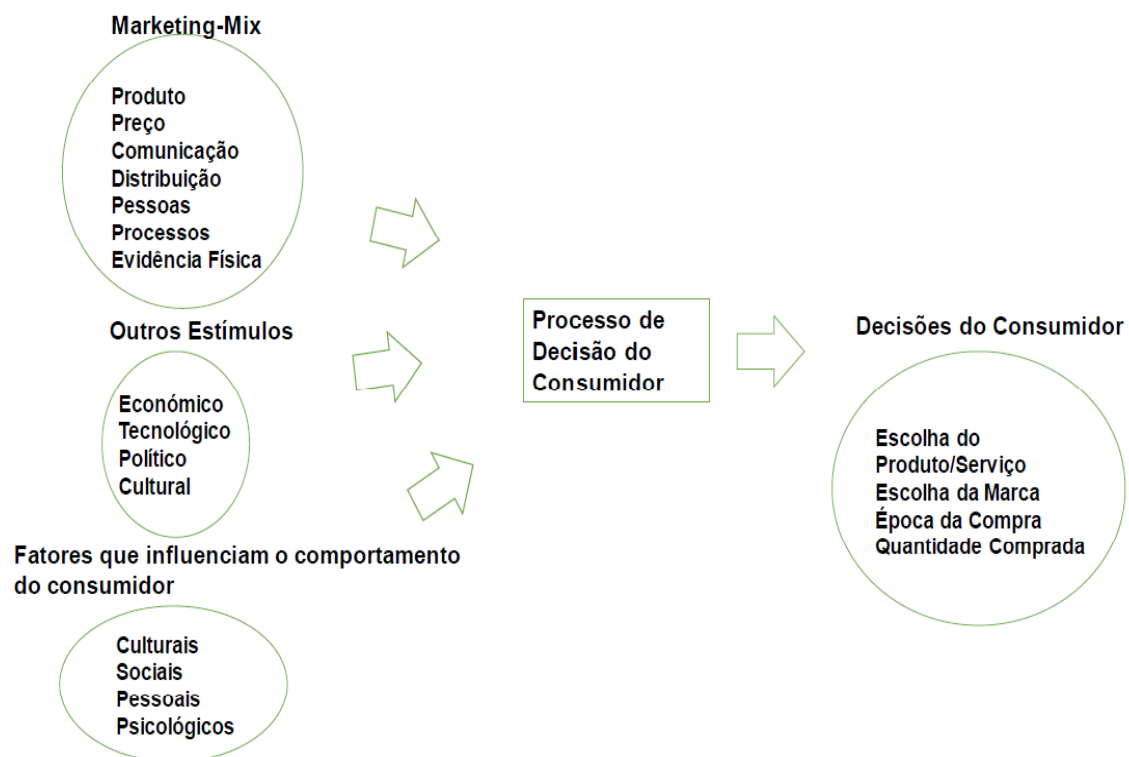 Marketing-Mix
Produto
Preço
Comunicação
Distribuição
Pessoas
Processos
Evidência Física
Outros Estímulos
Económico
Tecnológico
Político
Cultural
Fatores que influenciam o comportamento
do consumidor
Culturais
Sociais
Pessoais
Psicológicos
Processo de
Decisão do
Consumidor
Decisões do Consumidor
Escolha do
Produto/Serviço
Escolha da Marca
Época da Compra
Quantidade Comprada